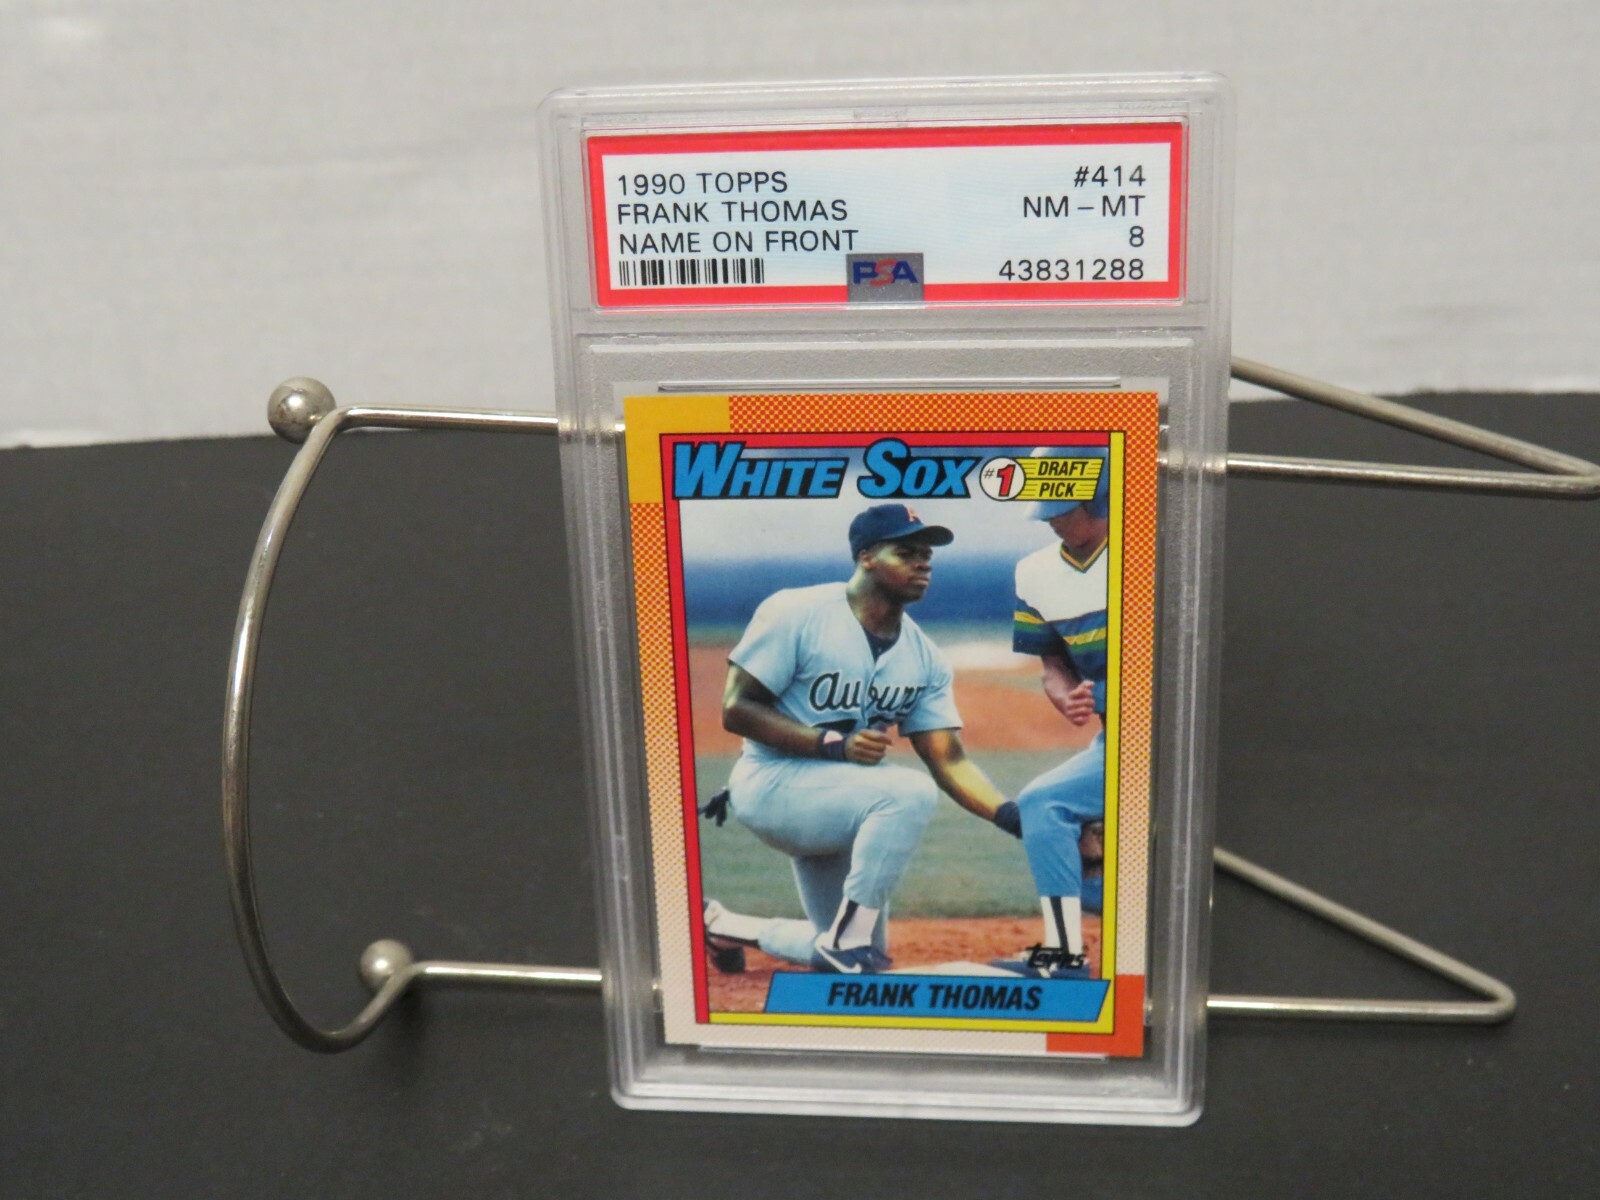 1990 TOPPS #414
FRANK THOMAS NM - MT
NAME ON FRONT 8
PSA 43831288
WHITE SOX #1 DRAFT PICK
A
Auburn
TOPPS
FRANK THOMAS